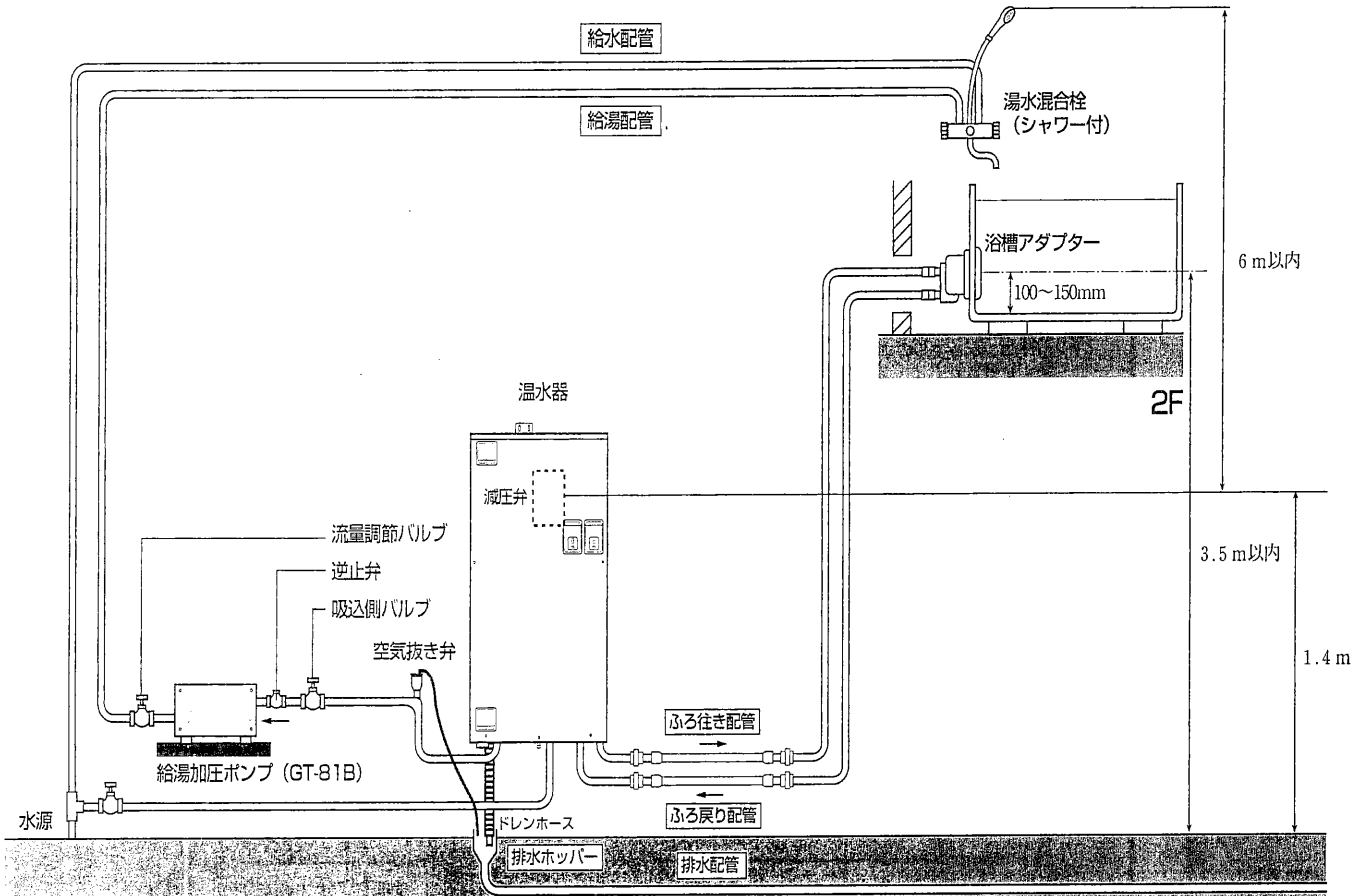 給水配管
給湯配管
湯水混合栓
(シャワー付)
浴槽アダプター
100〜150mm
6m以内
2F
温水器
減圧弁
流量調節バルブ
逆止弁
吸込側バルブ
空気抜き弁
3.5m以内
1.4m
ふろ往き配管
給湯加圧ポンプ(GT-81B)
ふろ戻り配管
水源
ドレンホース
排水ホッパー
排水配管